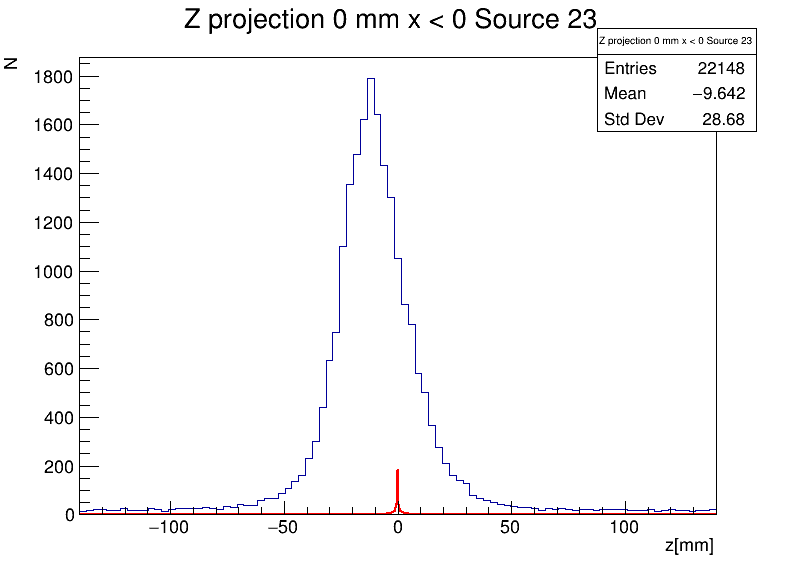 Z projection 0 mm x < 0 Source 23
Z projection 0 mm x < 0 Source 23
Entries 22148
Mean −9.642
Std Dev 28.68
N
1800
1600
1400
1200
1000
800
600
400
200
0
−100 −50 0 50 100
z[mm]